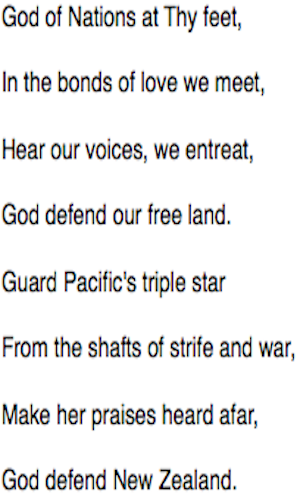 God of Nations at Thy feet,
In the bonds of love we meet,
Hear our voices, we entreat,
God defend our free land.
Guard Pacific's triple star
From the shafts of strife and war,
Make her praises heard afar,
God defend New Zealand.